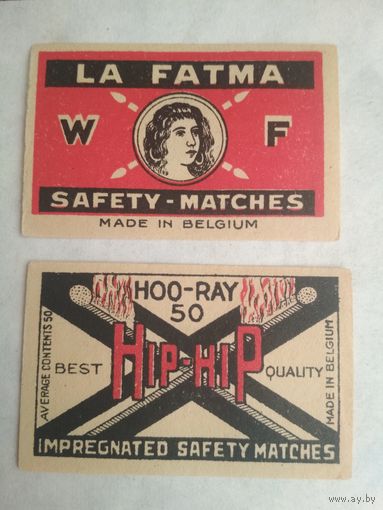 LA FATMA
W F
SAFETY - MATCHES
MADE IN BELGIUM
HOO-RAY
50
AVERAGE CONTENTS 50
BEST HIP-HIP QUALITY
MADE IN BELGIUM
IMPREGNATED SAFETY MATCHES
www.ay.by